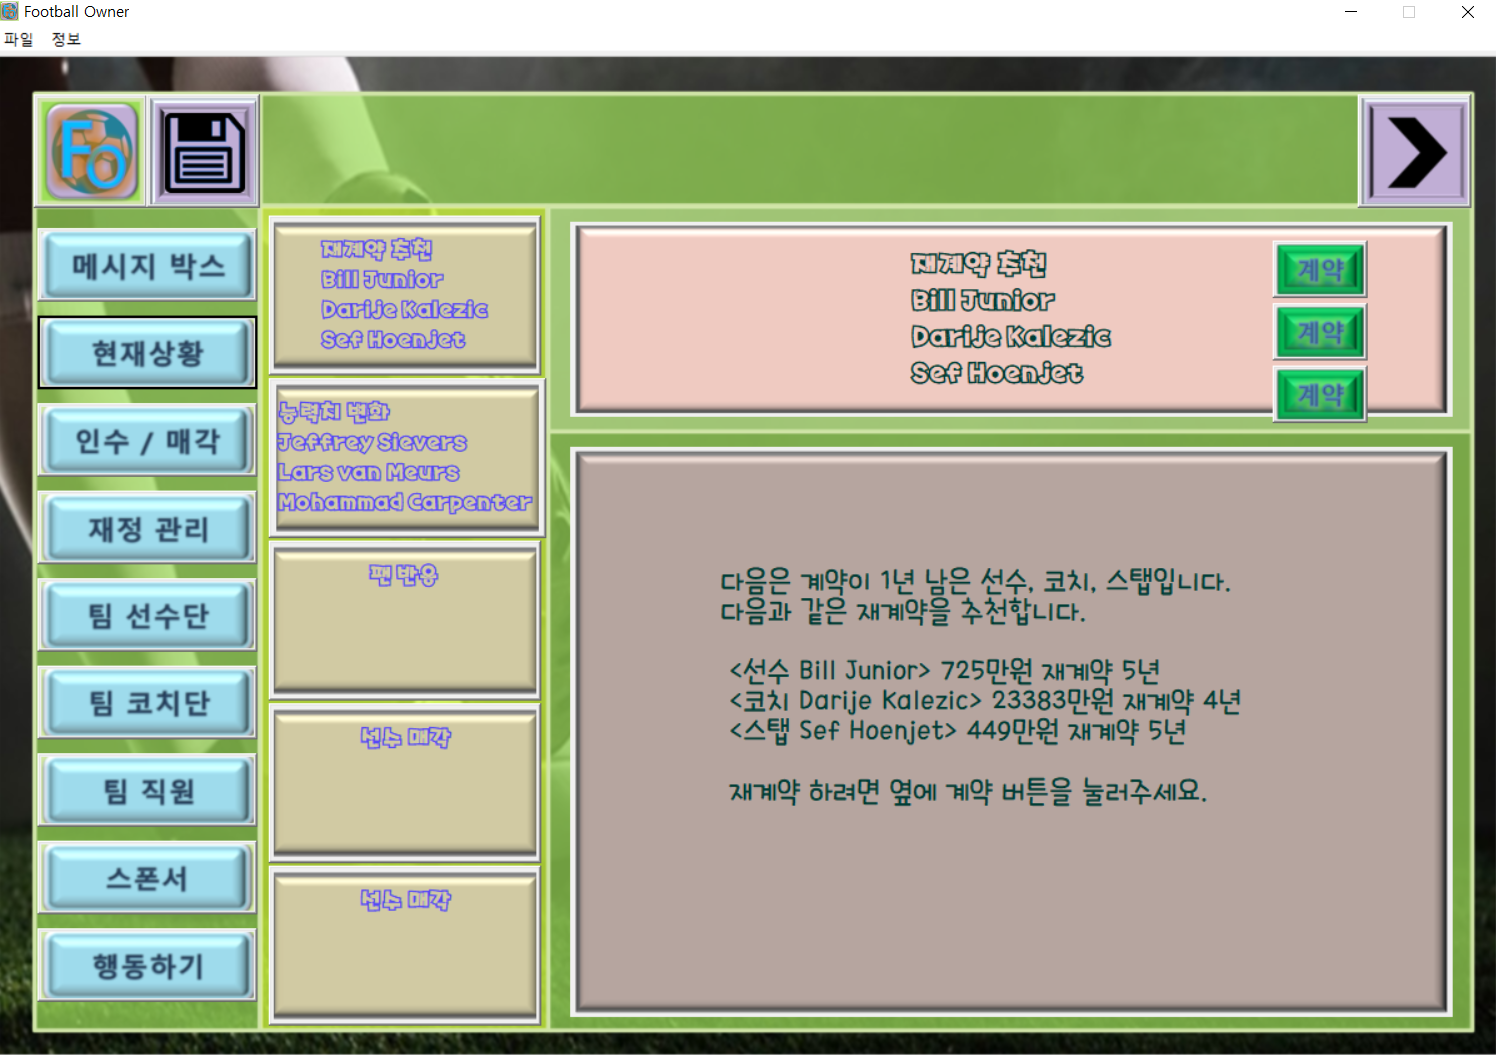 Football Owner
파일 정보
FO
메시지 박스
현재상황
인수 / 매각
재정 관리
팀 선수단
팀 코치단
팀 직원
스폰서
행동하기
재계약 추천
Bill Junior
Darije Kalezic
Sef Hoenjet
능력치 변화
Jeffrey Sievers
Lars van Meurs
Mohammad Carpenter
팬 반응
선수 매각
선수 매각
재계약 추천
Bill Junior
Darije Kalezic
Sef Hoenjet
계약
계약
계약
다음은 계약이 1년 남은 선수, 코치, 스탭입니다.
다음과 같은 재계약을 추천합니다.
<선수 Bill Junior> 725만원 재계약 5년
<코치 Darije Kalezic> 23383만원 재계약 4년
<스탭 Sef Hoenjet> 449만원 재계약 5년
재계약 하려면 옆에 계약 버튼을 눌러주세요.